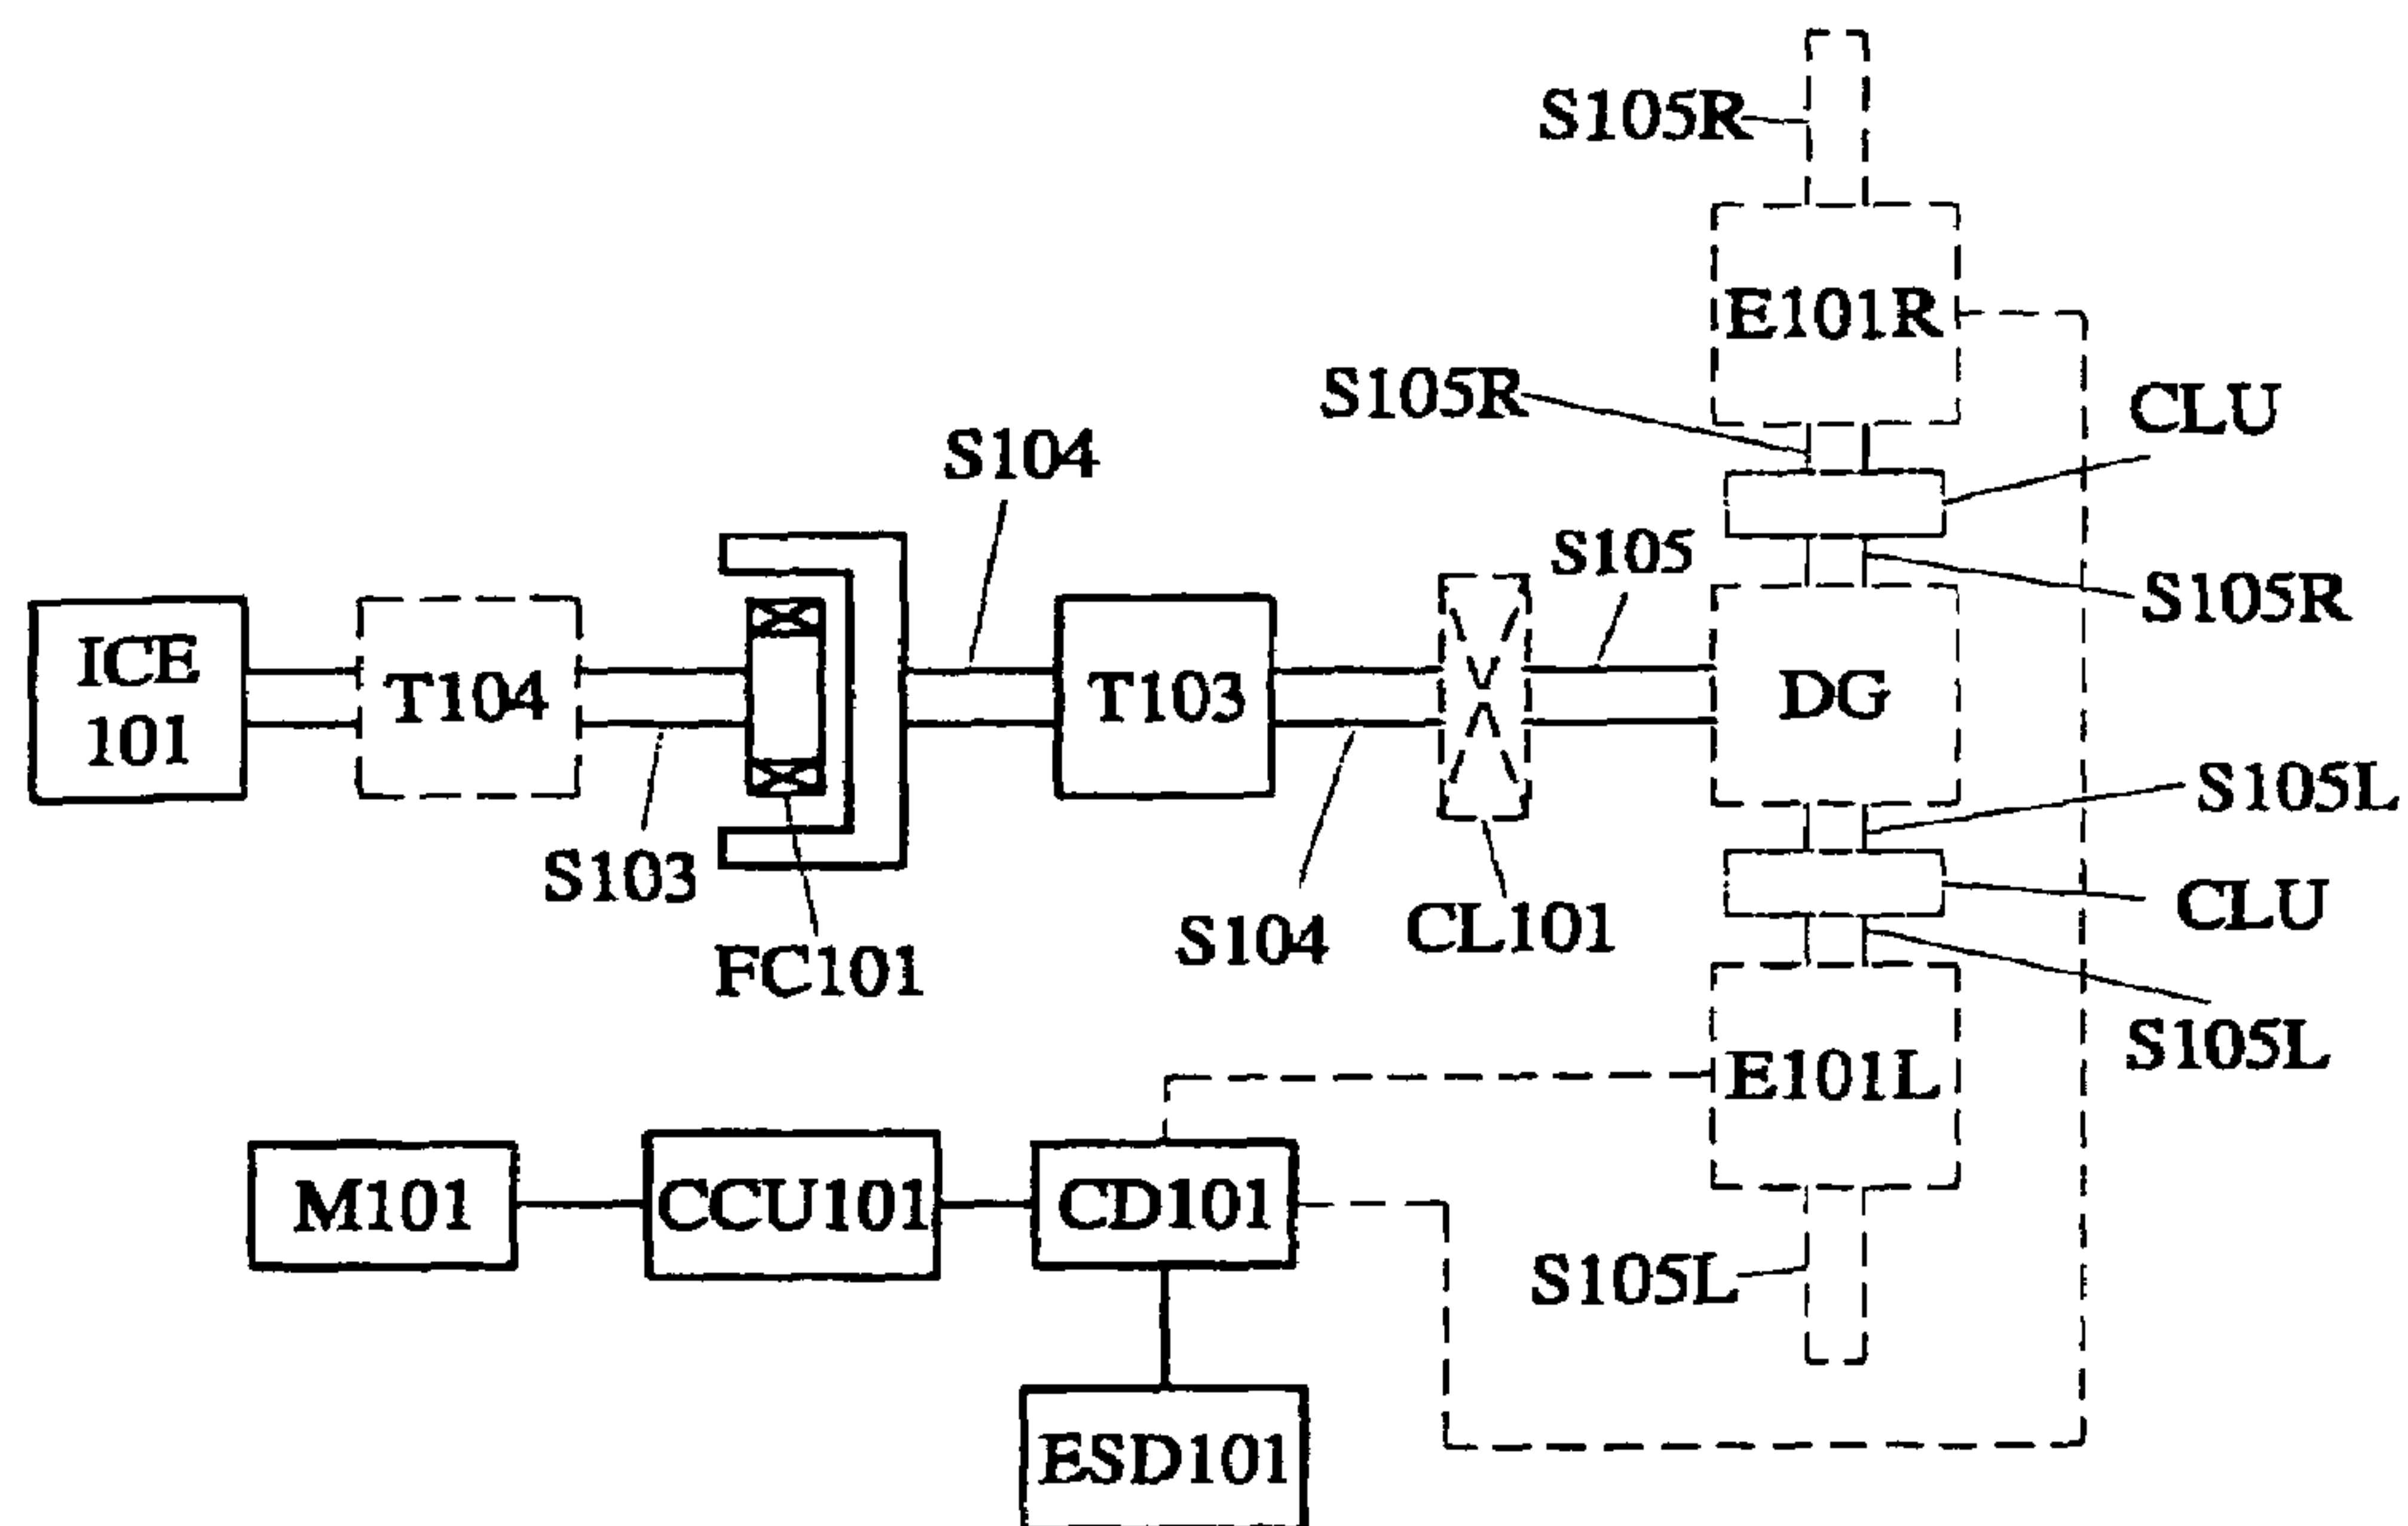 S105R
E101R
S105R
CLU
S104
S105
S105R
ICE
101
T104
T103
DG
S105L
S103
S104
CL101
CLU
FC101
S105L
E101L
M101
CCU101
CD101
S105L
ESD101